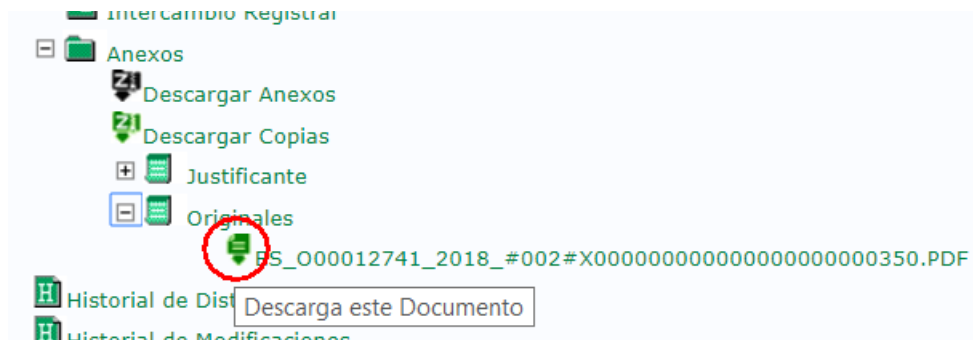 Intercambio Registral
Anexos
Descargar Anexos
Descargar Copias
Justificante
Originales
ES_O00012741_2018_#002#X0000000000000000000000350.PDF
Historial de Dist
Descarga este Documento
Historial de Modificaciones